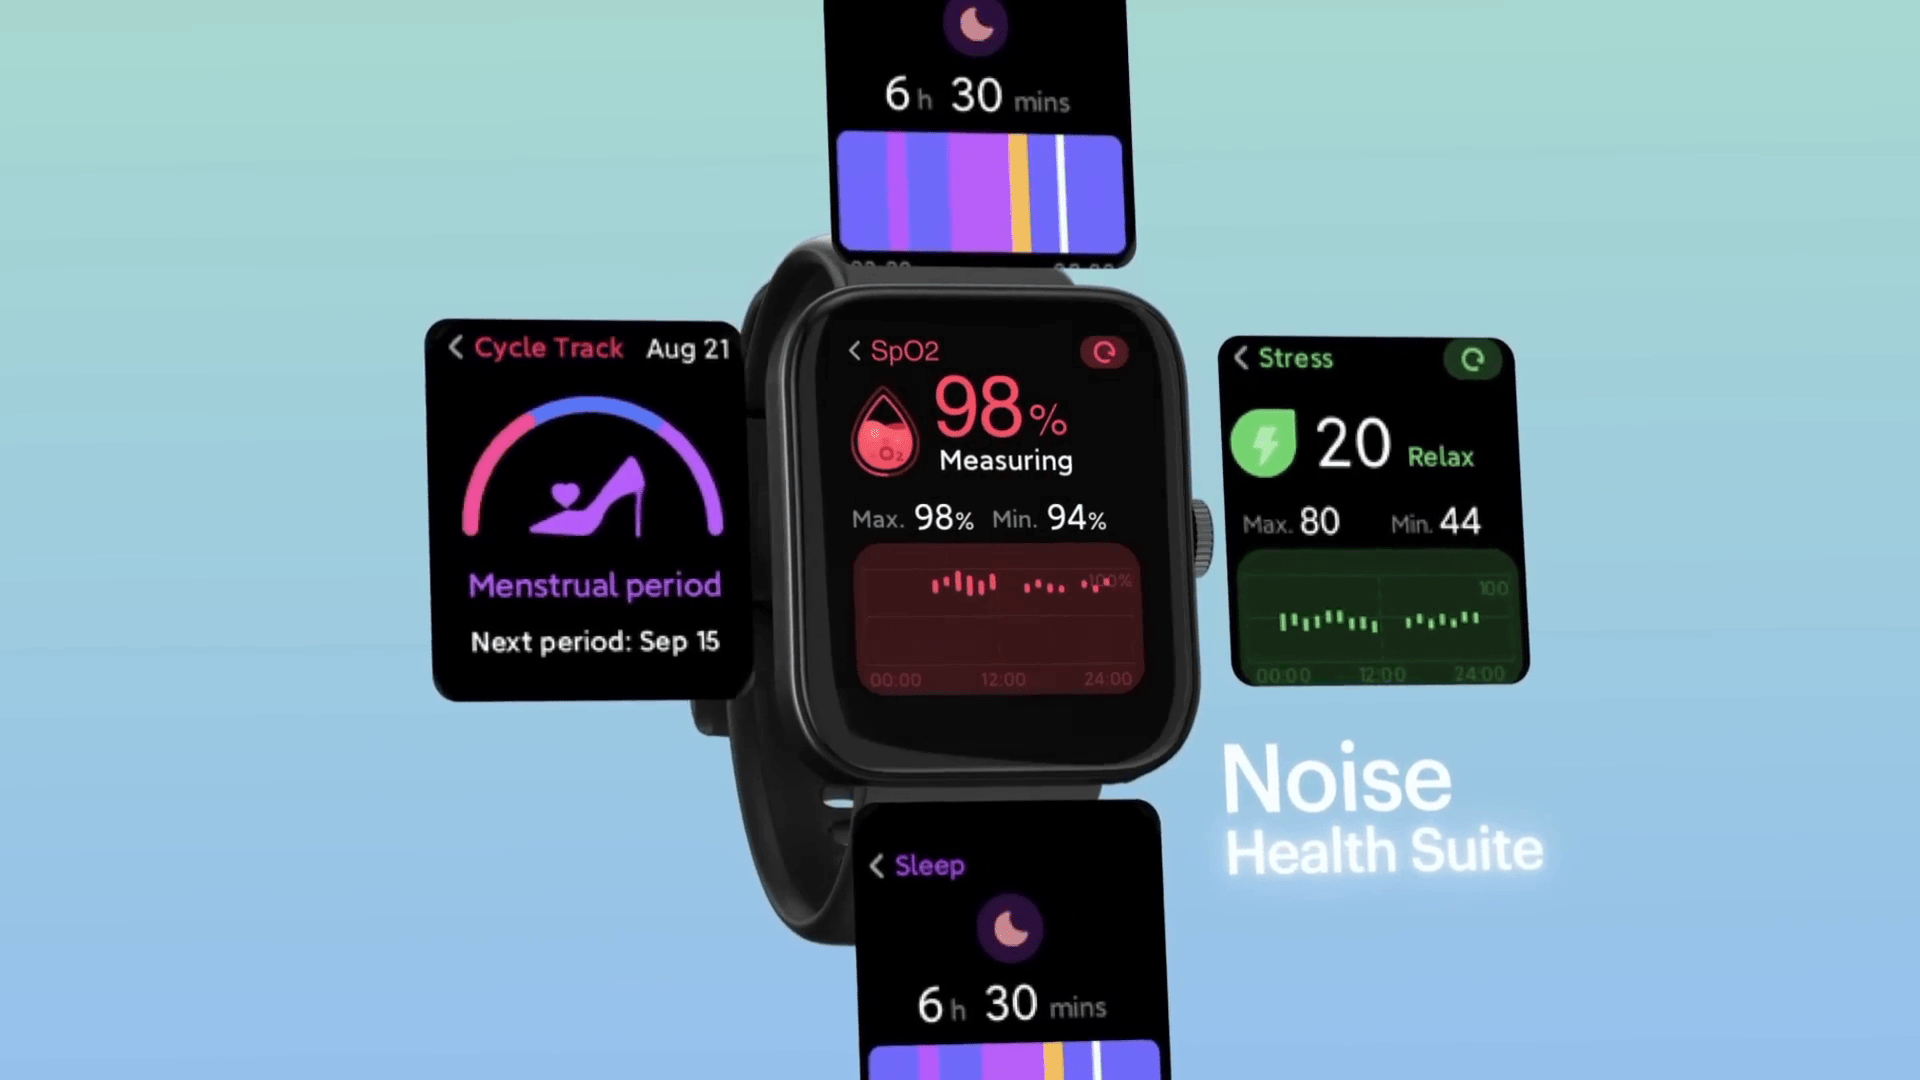 6 h 30 mins
Cycle Track Aug 21
Menstrual period
Next period: Sep 15
SpO2
98%
O2
Measuring
Max. 98% Min. 94%
100%
00:00 12:00 24:00
Stress
20 Relax
Max. 80 Min. 44
100
00:00 12:00 24:00
Noise
Health Suite
Sleep
6 h 30 mins